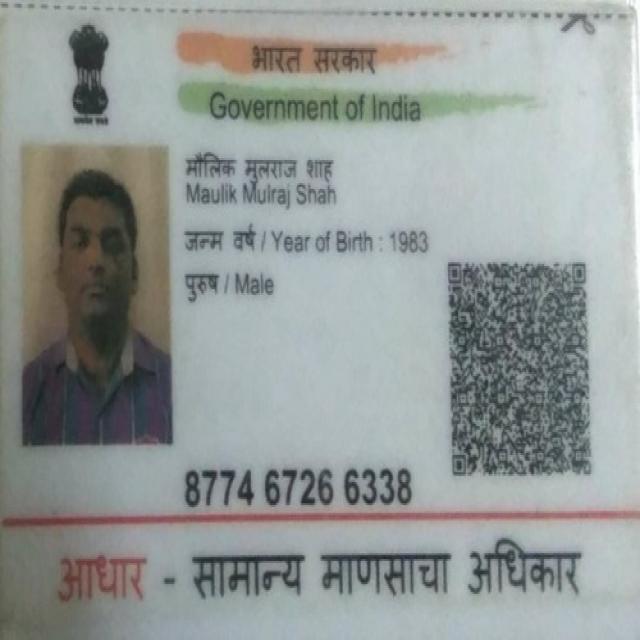 भारत सरकार
Government of India
मौलिक मुलराज शाह
Maulik Mulraj Shah
जन्म वर्ष / Year of Birth : 1983
पुरुष / Male
8774 6726 6338
आधार - सामान्य माणसाचा अधिकार